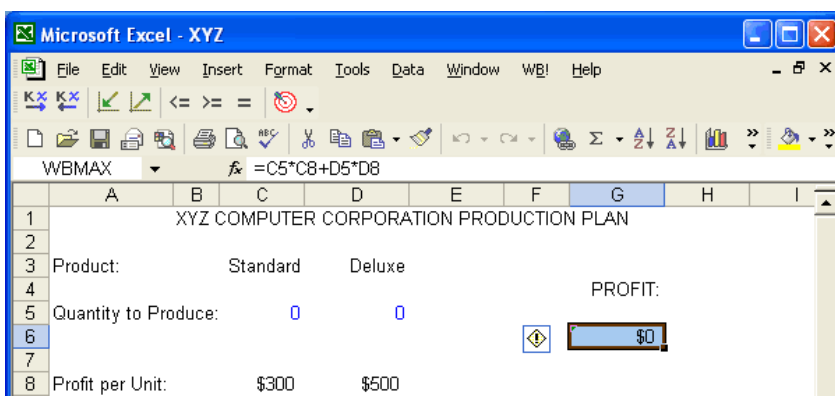 Microsoft Excel - XYZ
File Edit View Insert Format Tools Data Window WB! Help
<= >= =
ABC Σ A Z Z A
WBMAX fx =C5*C8+D5*D8
A B C D E F G H I
1 XYZ COMPUTER CORPORATION PRODUCTION PLAN
2
3 Product: Standard Deluxe
4 PROFIT:
5 Quantity to Produce: 0 0
6 $0
7
8 Profit per Unit: $300 $500